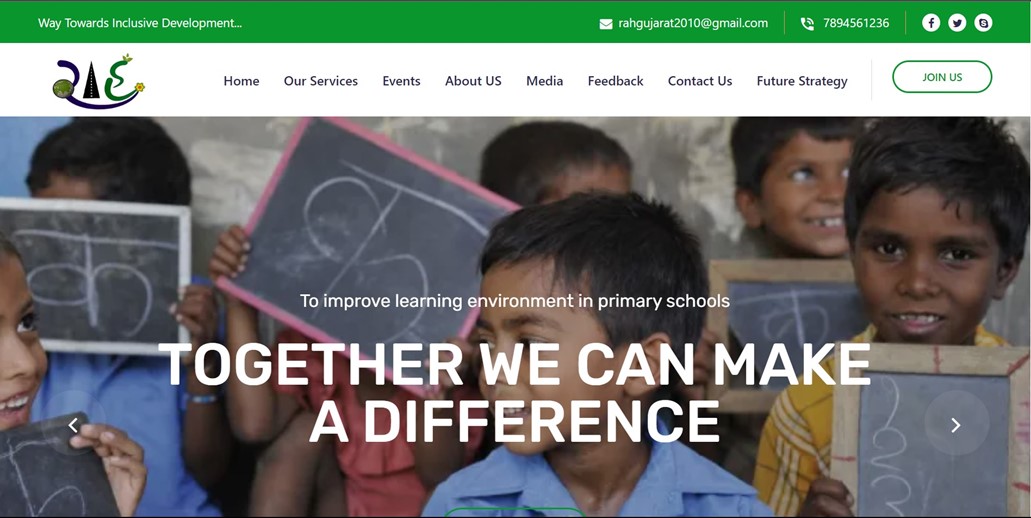 Way Towards Inclusive Development...
rahgujarat2010@gmail.com
7894561236
રાહ
Home
Our Services
Events
About US
Media
Feedback
Contact Us
Future Strategy
JOIN US
To improve learning environment in primary schools
TOGETHER WE CAN MAKE
A DIFFERENCE